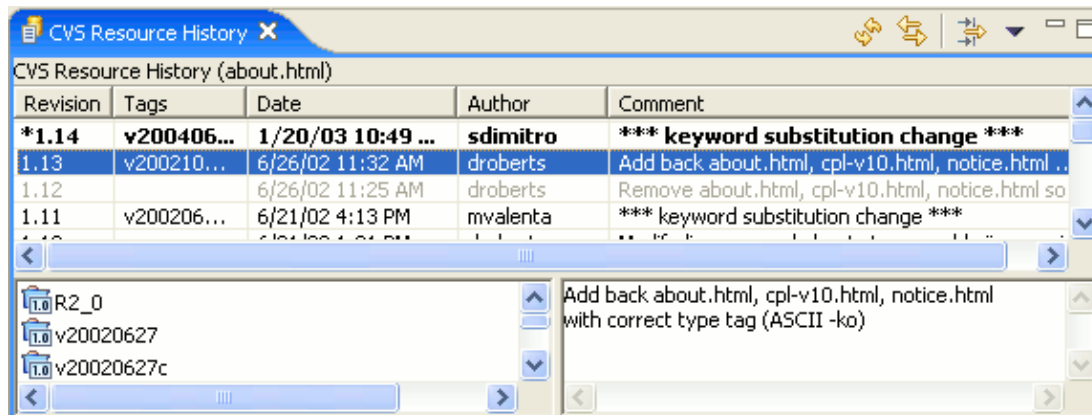 CVS Resource History
CVS Resource History (about.html)
Revision Tags Date Author Comment
*1.14 v200406... 1/20/03 10:49 ... sdimitro *** keyword substitution change ***
1.13 v200210... 6/26/02 11:32 AM droberts Add back about.html, cpl-v10.html, notice.html ...
1.12 6/26/02 11:25 AM droberts Remove about.html, cpl-v10.html, notice.html so
1.11 v200206... 6/21/02 4:13 PM mvalenta *** keyword substitution change ***
R2_0
v20020627
v20020627c
Add back about.html, cpl-v10.html, notice.html
with correct type tag (ASCII -ko)